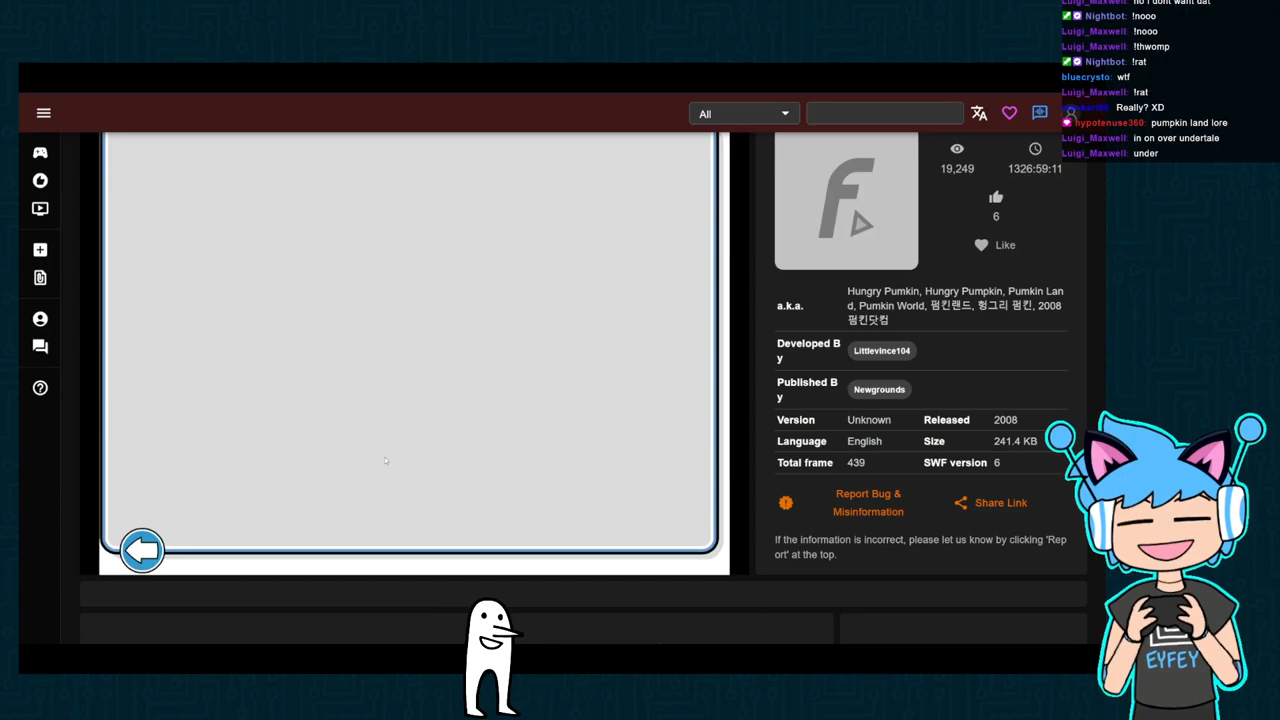 Luigi_Maxwell: no i dont want dat
Nightbot: !nooo
Luigi_Maxwell: !nooo
Luigi_Maxwell: !thwomp
Nightbot: !rat
bluecrysto: wtf
Luigi_Maxwell: !rat
Really? XD
hypotenuse360: pumpkin land lore
Luigi_Maxwell: in on over undertale
Luigi_Maxwell: under
All
19,249
1326:59:11
6
Like
a.k.a.
Hungry Pumkin, Hungry Pumpkin, Pumkin Lan
d, Pumkin World, 펌킨랜드, 헝그리 펌킨, 2008
펌킨닷컴
Developed B
y
Littlevince104
Published B
y
Newgrounds
Version Unknown Released 2008
Language English Size 241.4 KB
Total frame 439 SWF version 6
Report Bug &
Misinformation
Share Link
If the information is incorrect, please let us know by clicking 'Rep
ort' at the top.
EYFEY